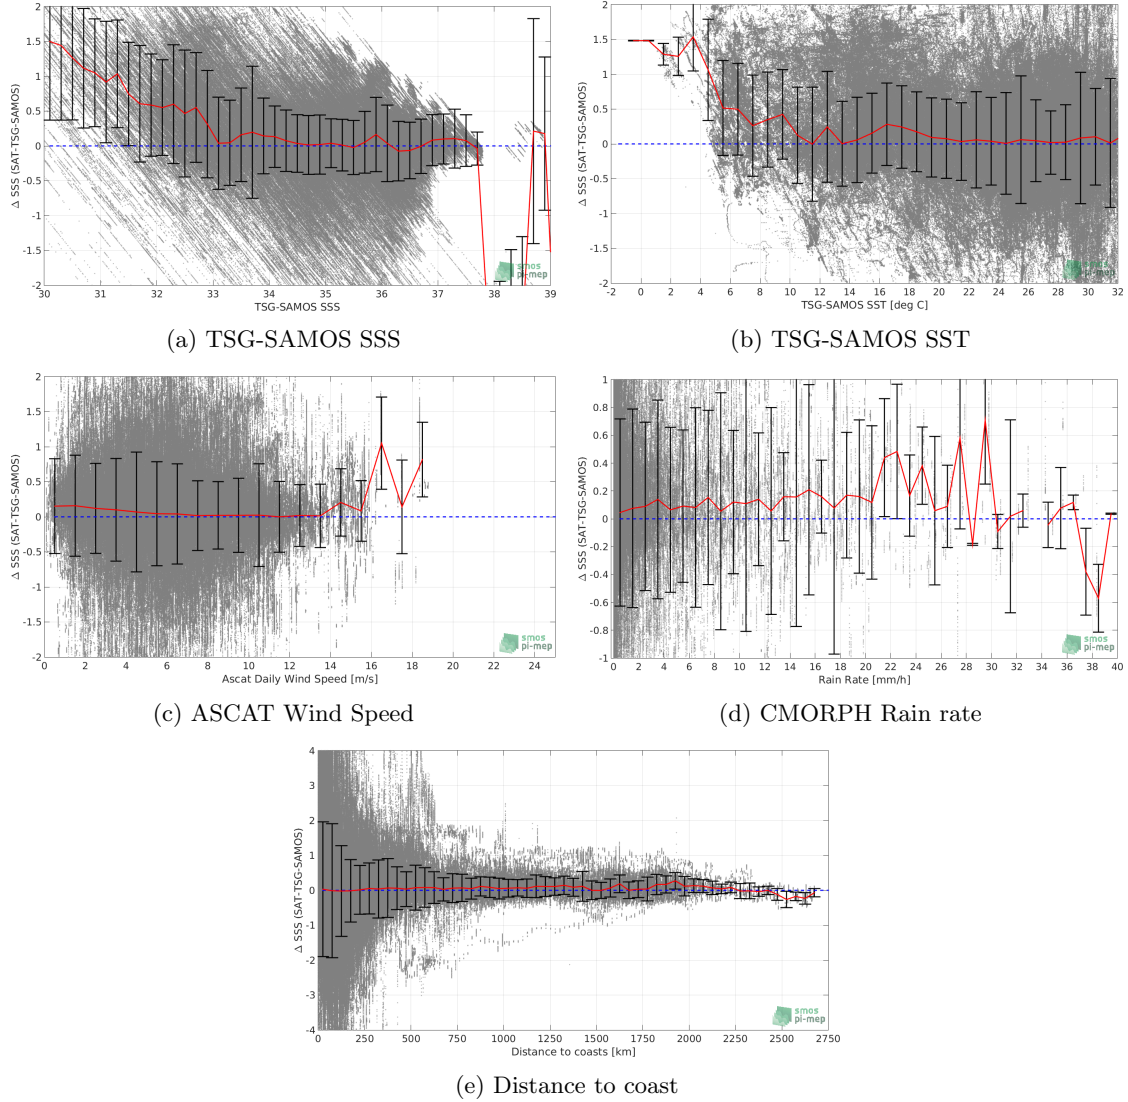 2
1.5
1
0.5
0
-0.5
-1
-1.5
-2
Δ SSS (SAT-TSG-SAMOS)
30 31 32 33 34 35 36 37 38 39
TSG-SAMOS SSS
smos
pi-mep
(a) TSG-SAMOS SSS
2
1.5
1
0.5
0
-0.5
-1
-1.5
-2
Δ SSS (SAT-TSG-SAMOS)
-2 0 2 4 6 8 10 12 14 16 18 20 22 24 26 28 30 32
TSG-SAMOS SST [deg C]
smos
pi-mep
(b) TSG-SAMOS SST
2
1.5
1
0.5
0
-0.5
-1
-1.5
-2
Δ SSS (SAT-TSG-SAMOS)
0 2 4 6 8 10 12 14 16 18 20 22 24
Ascat Daily Wind Speed [m/s]
smos
pi-mep
(c) ASCAT Wind Speed
1
0.8
0.6
0.4
0.2
0
-0.2
-0.4
-0.6
-0.8
-1
Δ SSS (SAT-TSG-SAMOS)
0 2 4 6 8 10 12 14 16 18 20 22 24 26 28 30 32 34 36 38 40
Rain Rate [mm/h]
smos
pi-mep
(d) CMORPH Rain rate
4
3
2
1
0
-1
-2
-3
-4
Δ SSS (SAT-TSG-SAMOS)
0 250 500 750 1000 1250 1500 1750 2000 2250 2500 2750
Distance to coasts [km]
smos
pi-mep
(e) Distance to coast